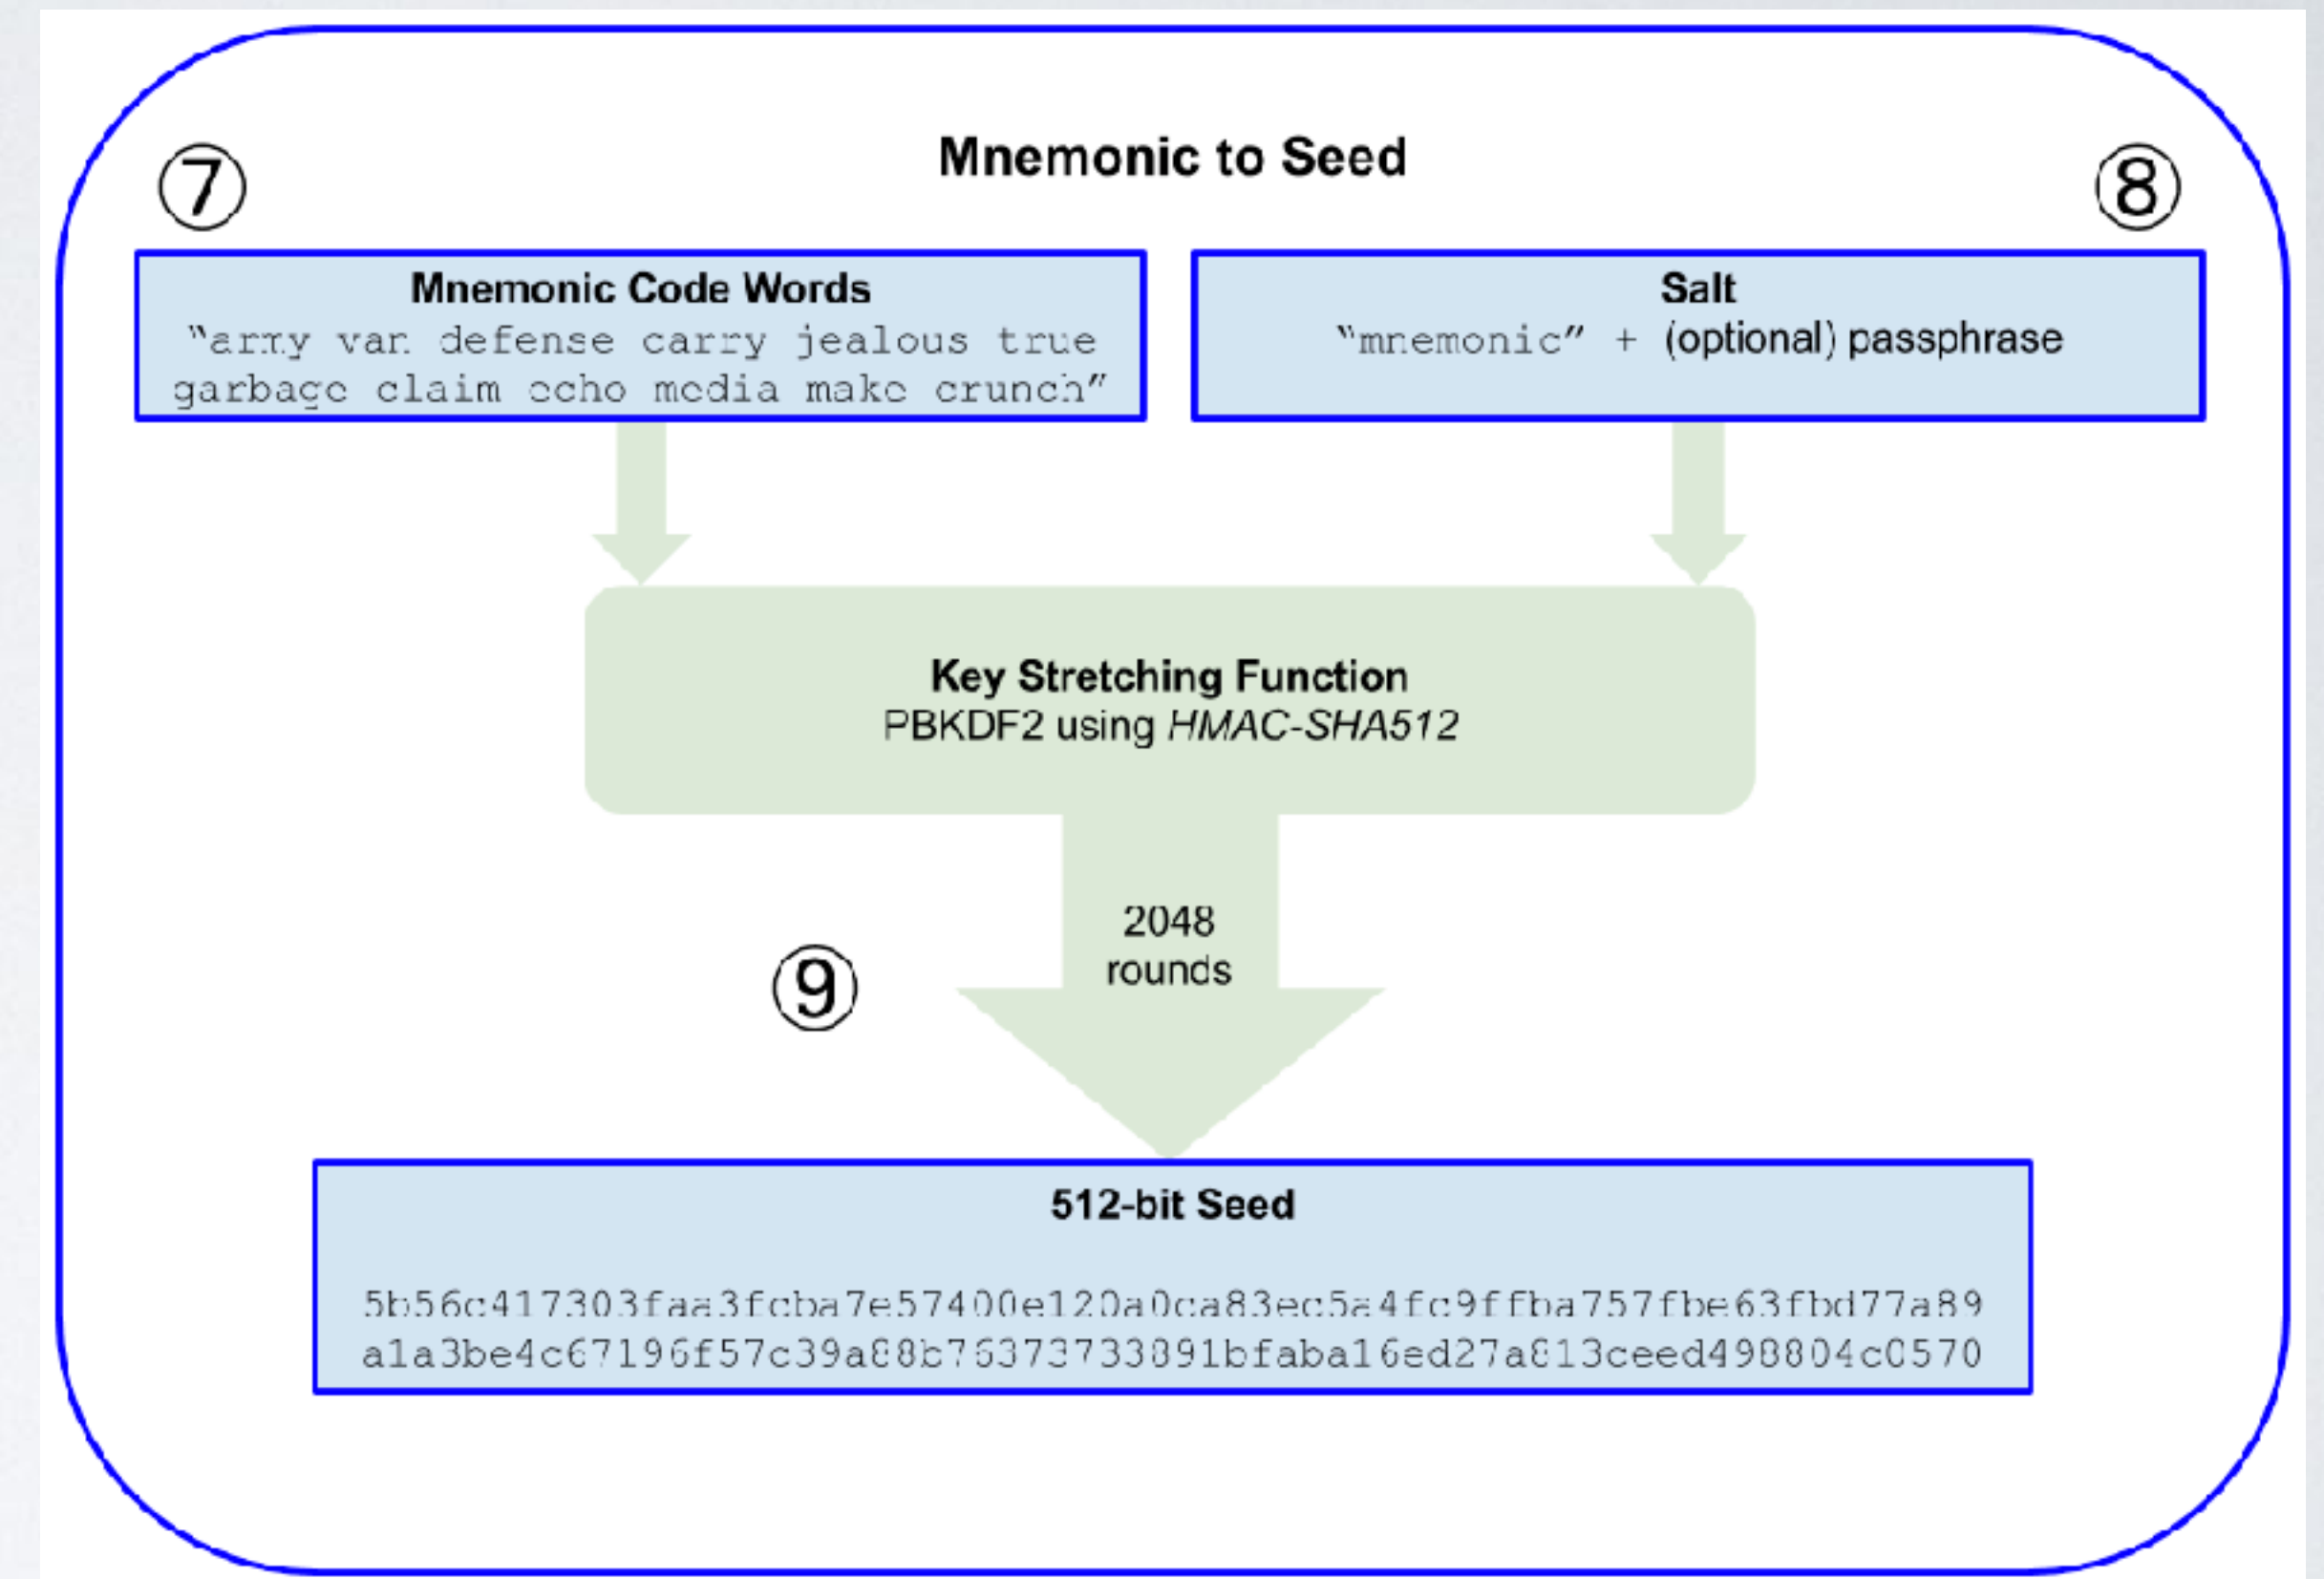 Mnemonic to Seed
⑦
⑧
Mnemonic Code Words
“army van defense carry jealous true
garbage claim echo media make crunch”
Salt
“mnemonic” + (optional) passphrase
Key Stretching Function
PBKDF2 using HMAC-SHA512
2048
rounds
⑨
512-bit Seed
5b56c417303faa3fcba7e57400e120a0ca83ec5a4fc9ffba757fbe63fbd77a89
a1a3be4c67196f57c39a88b76373733891bfaba16ed27a813ceed498804c0570